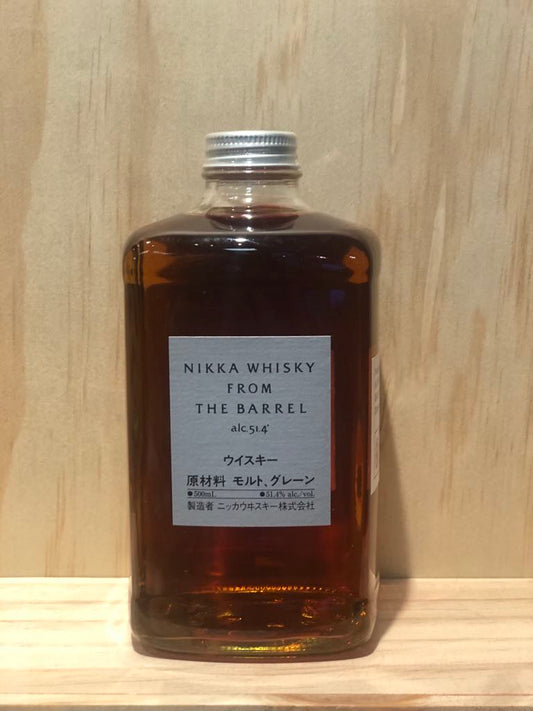 NIKKA WHISKY
FROM
THE BARREL
alc.51.4°
ウイスキー
原材料 モルト、グレーン
●500mL ●51.4% alc./vol.
製造者 ニッカウヰスキー株式会社